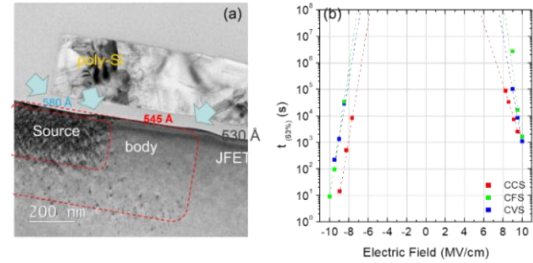 (a)
poly-Si
580 Å
545 Å
530 Å
Source
body
JFET
200 nm
(b)
10⁸
10⁷
10⁶
10⁵
10⁴
10³
10²
10¹
10⁰
t (63%) (s)
CCS
CFS
CVS
-10 -8 -6 -4 -2 0 2 4 6 8 10
Electric Field (MV/cm)